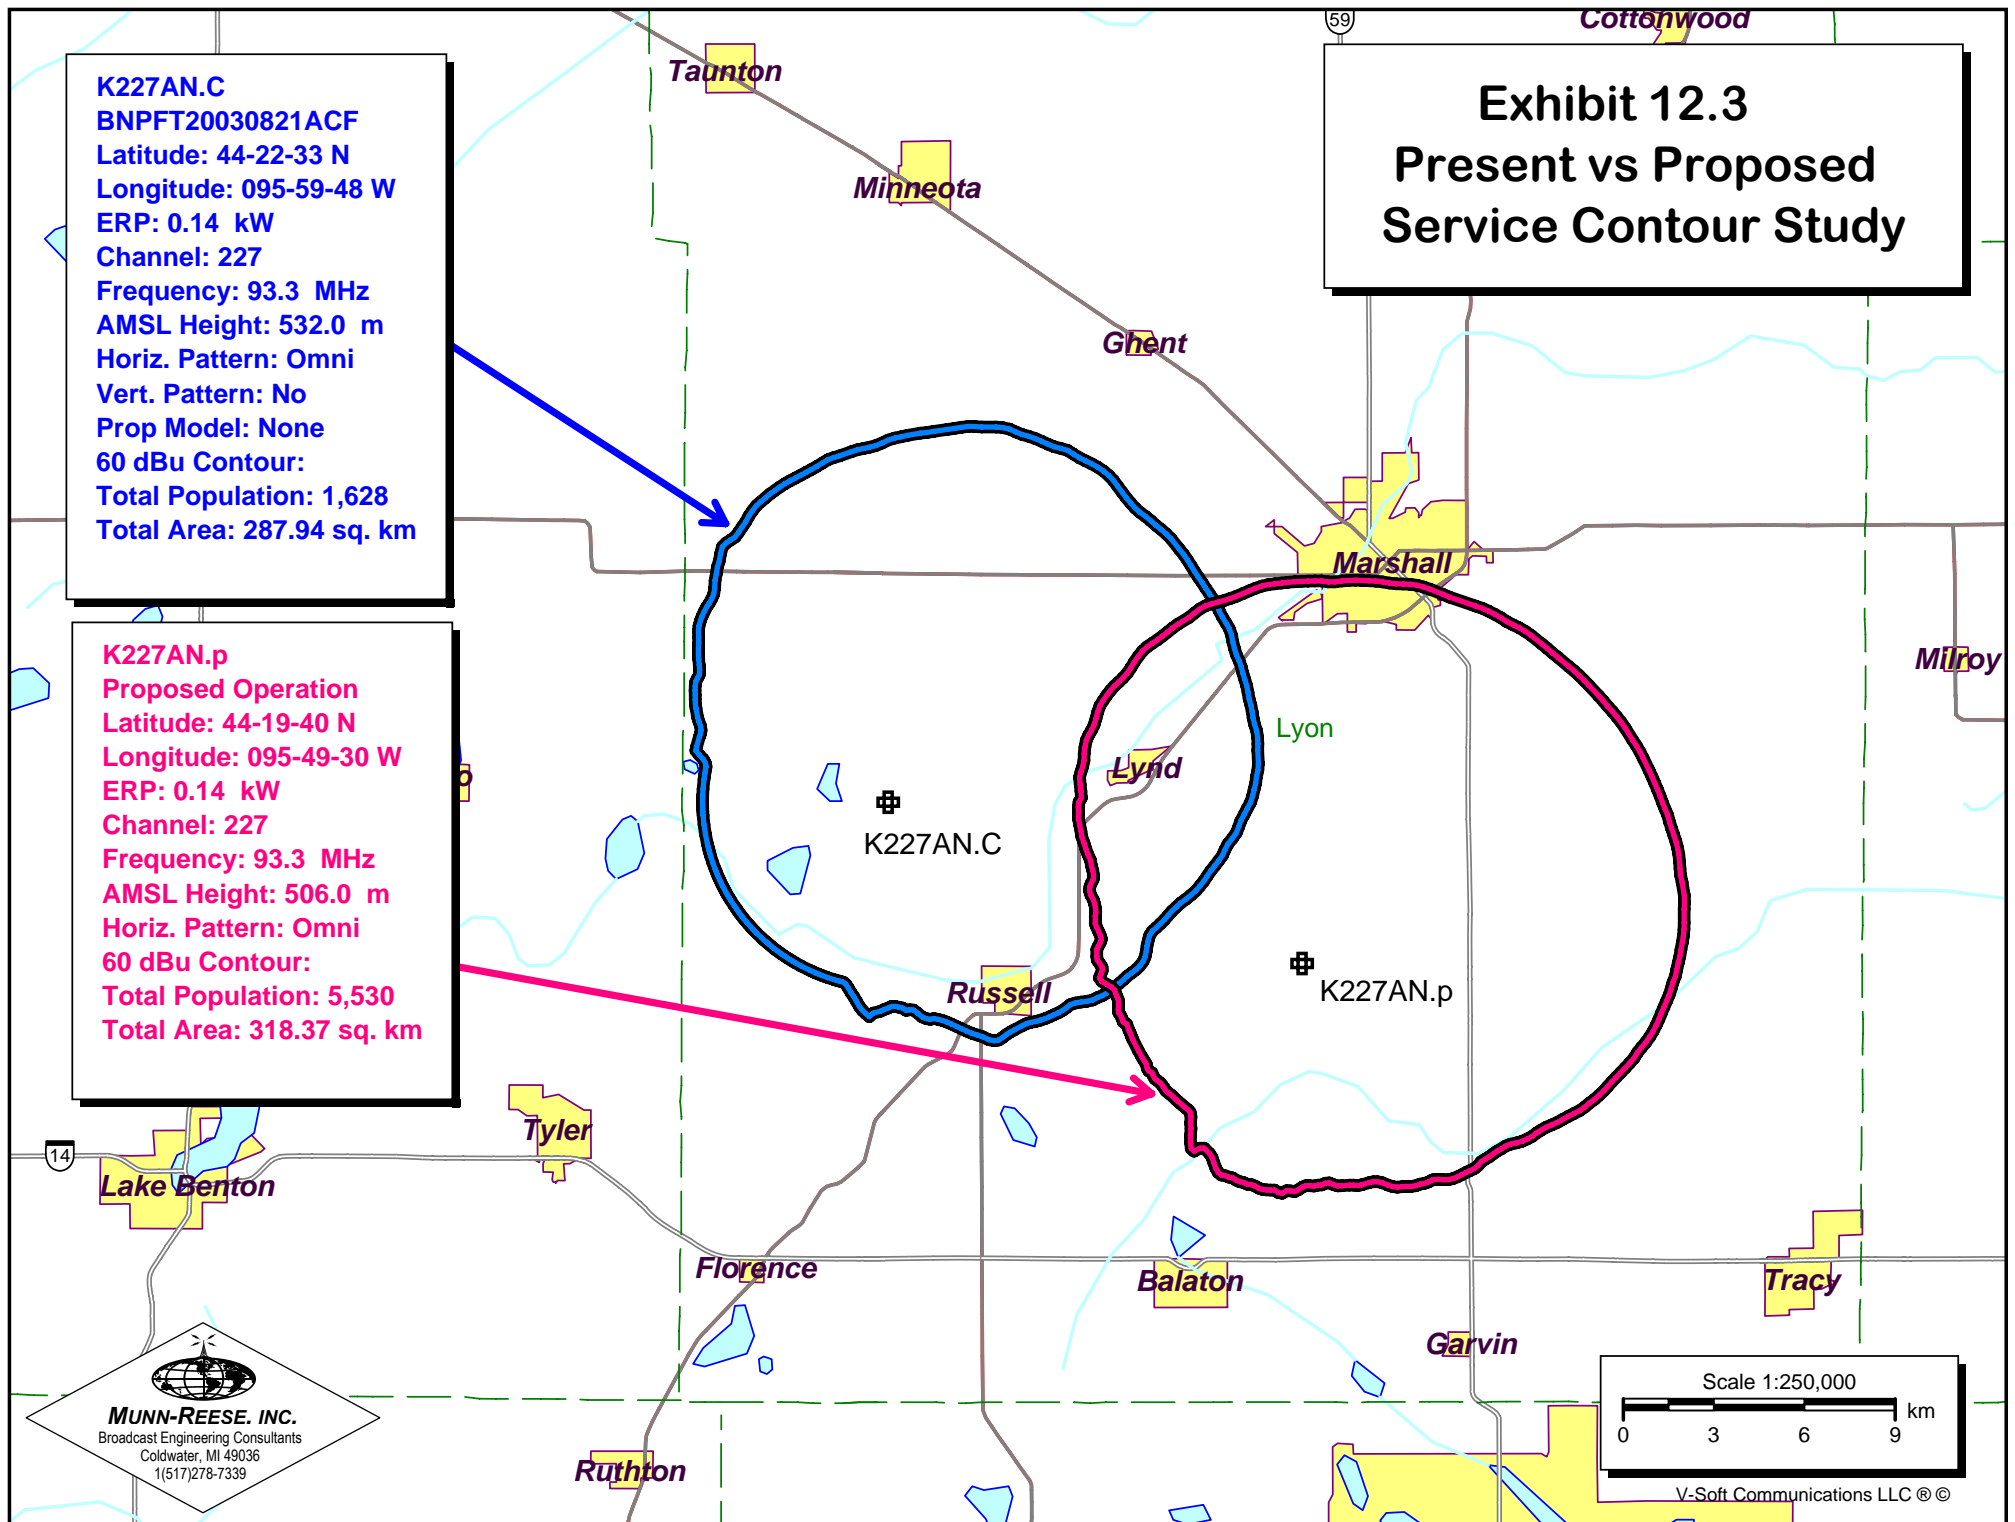 59
Cottonwood
Taunton
Minneota
Ghent
K227AN.C
BNPFT20030821ACF
Latitude: 44-22-33 N
Longitude: 095-59-48 W
ERP: 0.14 kW
Channel: 227
Frequency: 93.3 MHz
AMSL Height: 532.0 m
Horiz. Pattern: Omni
Vert. Pattern: No
Prop Model: None
60 dBu Contour:
Total Population: 1,628
Total Area: 287.94 sq. km
Exhibit 12.3
Present vs Proposed
Service Contour Study
Marshall
Milroy
K227AN.p
Proposed Operation
Latitude: 44-19-40 N
Longitude: 095-49-30 W
ERP: 0.14 kW
Channel: 227
Frequency: 93.3 MHz
AMSL Height: 506.0 m
Horiz. Pattern: Omni
60 dBu Contour:
Total Population: 5,530
Total Area: 318.37 sq. km
o
Lyon
Lynd
K227AN.C
Russell
K227AN.p
Tyler
14
Lake Benton
Florence
Balaton
Tracy
Garvin
Ruthton
MUNN-REESE. INC.
Broadcast Engineering Consultants
Coldwater, MI 49036
1(517)278-7339
Scale 1:250,000
km
0 3 6 9
V-Soft Communications LLC ® ©